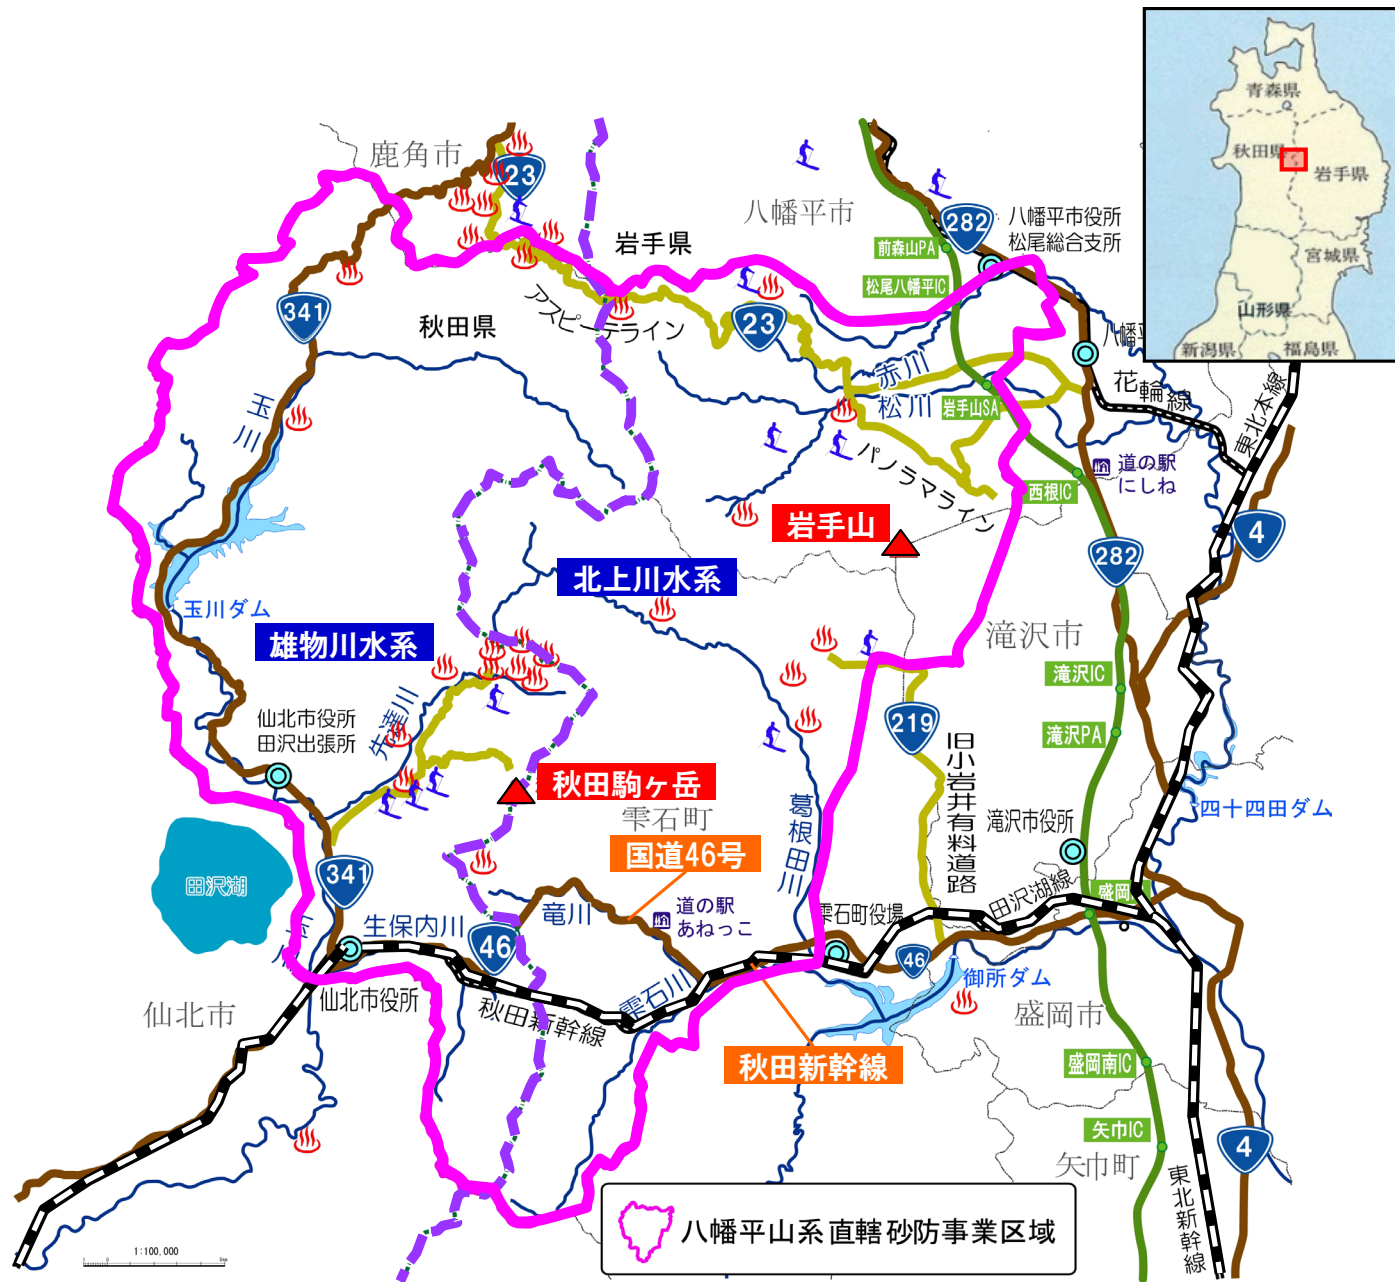 青森県
秋田県
岩手県
宮城県
山形県
新潟県
福島県
鹿角市
23
八幡平市
282
八幡平市役所
松尾総合支所
前森山PA
岩手県
松尾八幡平IC
アスピーテライン
341
秋田県
23
赤川
松川
岩手山SA
花輪線
東北本線
玉川
パノラマライン
道の駅
にしね
西根IC
岩手山
4
282
北上川水系
玉川ダム
雄物川水系
滝沢市
滝沢IC
先達川
仙北市役所
田沢出張所
219
滝沢PA
旧小岩井有料道路
秋田駒ヶ岳
雫石町
葛根田川
四十四田ダム
滝沢市役所
国道46号
田沢湖
341
盛岡
田沢湖線
竜川
道の駅
あねっこ
雫石町役場
玉川
生保内川
46
46
御所ダム
仙北市役所
仙北市
秋田新幹線
雫石川
盛岡市
秋田新幹線
盛岡南IC
矢巾IC
4
矢巾町
東北新幹線
八幡平山系直轄砂防事業区域
1:100,000